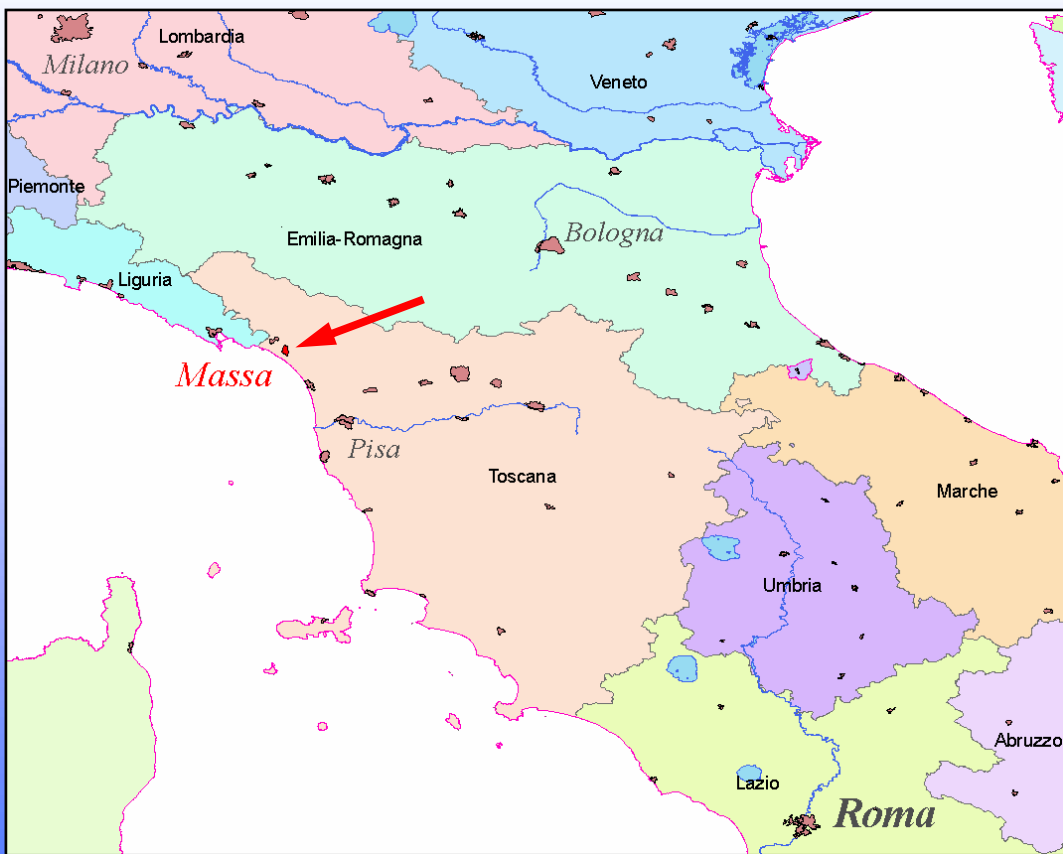 Lombardia
Milano
Veneto
Piemonte
Emilia-Romagna
Bologna
Liguria
Massa
Pisa
Toscana
Marche
Umbria
Abruzzo
Lazio
Roma